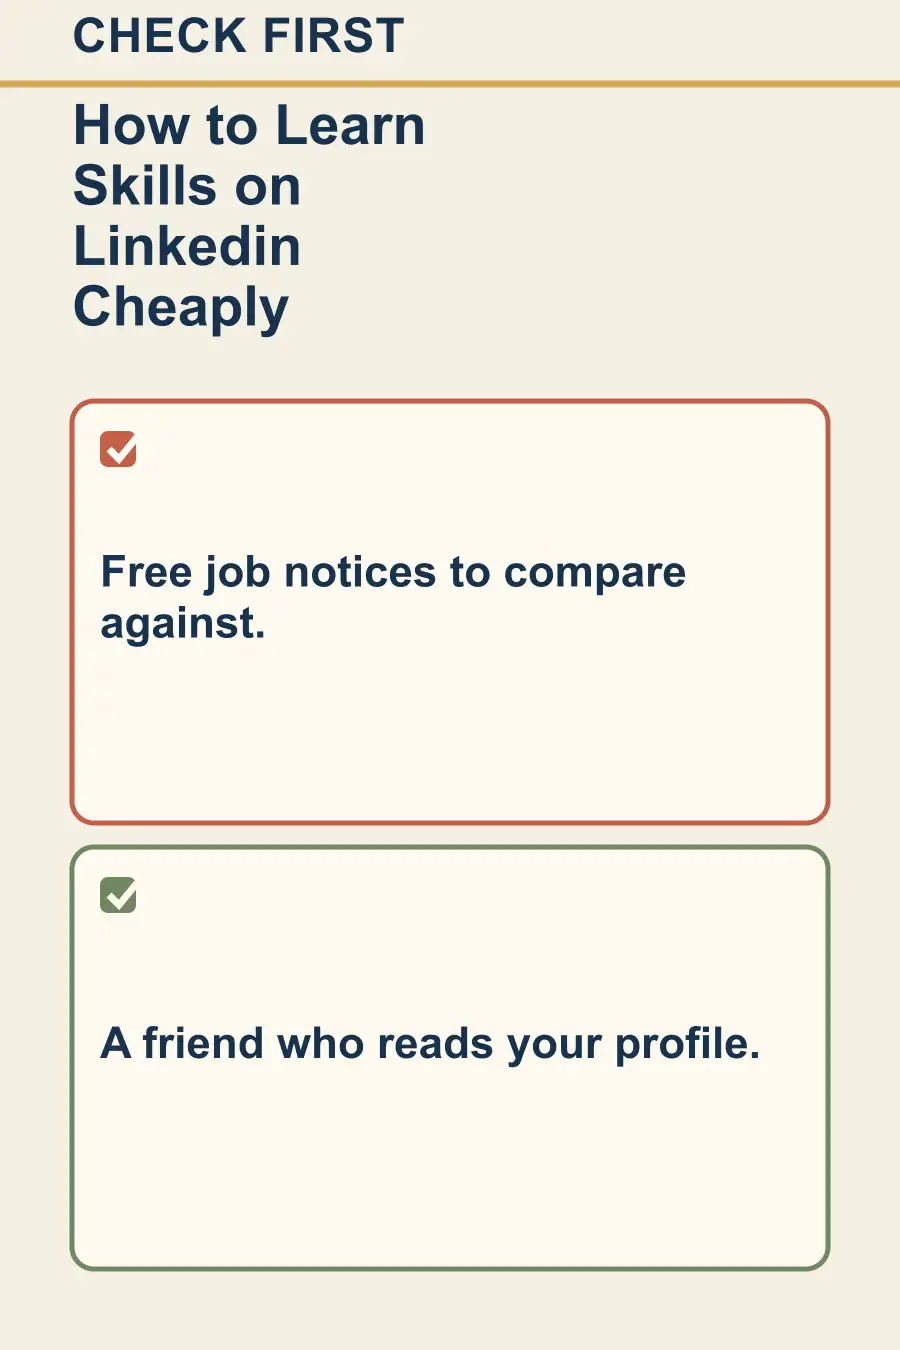 CHECK FIRST
How to Learn
Skills on
Linkedin
Cheaply
Free job notices to compare
against.
A friend who reads your profile.